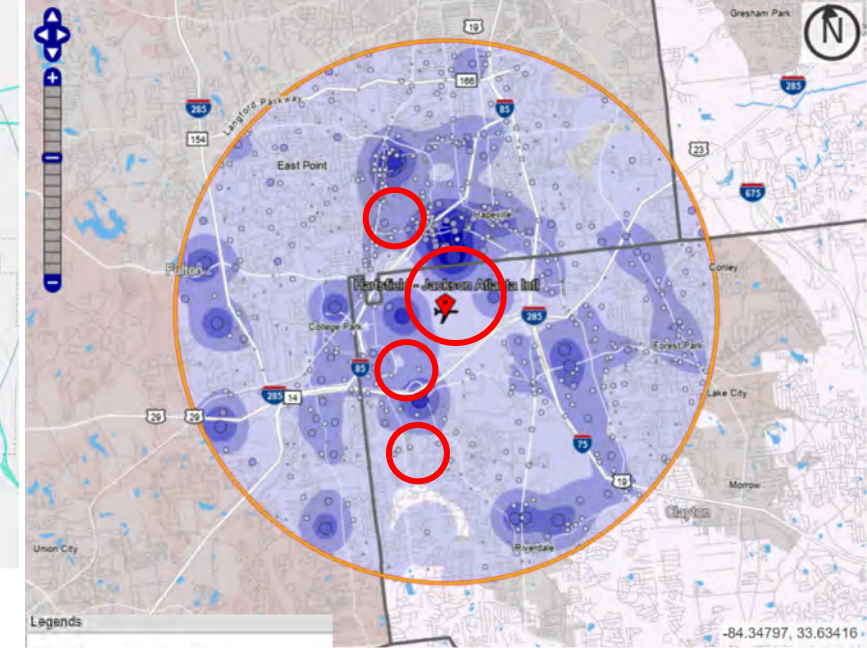 Gresham Park
19
N
166
285
285
85
Langford Parkway
154
23
East Point
675
Hapeville
Fulton
Conley
Hartsfield - Jackson Atlanta Intl
285
College Park
Forest Park
85
285
14
Lake City
29
29
75
19
Morrow
Clayton
Union City
Riverdale
Legends
-84.34797, 33.63416